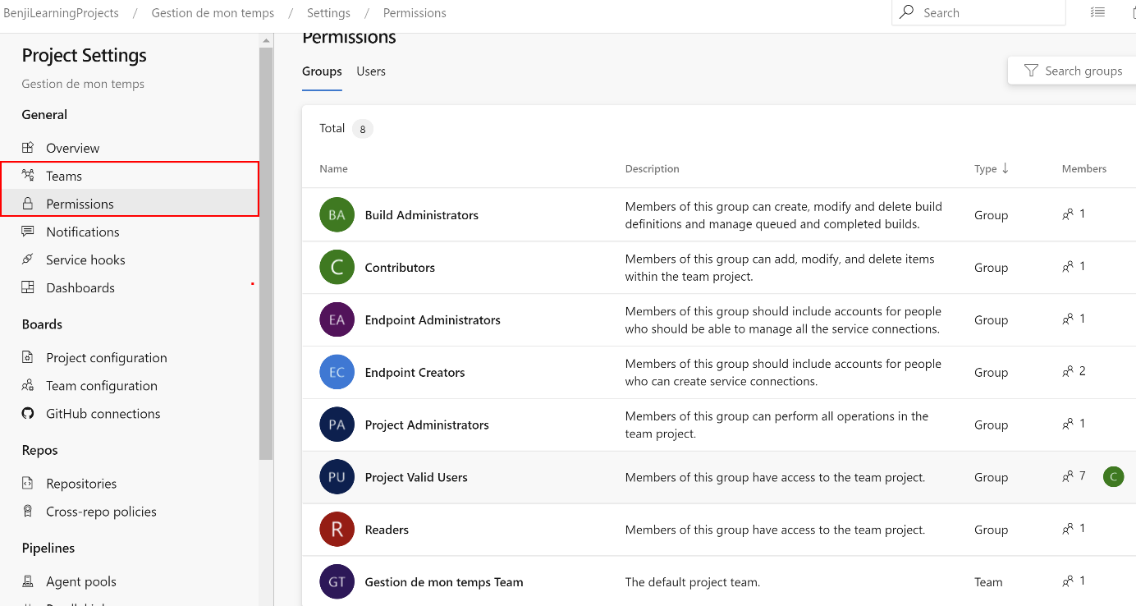 BenjiLearningProjects / Gestion de mon temps / Settings / Permissions
Search
Project Settings
Gestion de mon temps
General
Overview
Teams
Permissions
Notifications
Service hooks
Dashboards
Boards
Project configuration
Team configuration
GitHub connections
Repos
Repositories
Cross-repo policies
Pipelines
Agent pools
Permissions
Groups Users
Search groups
Total 8
Name Description Type ↓ Members
BA Build Administrators
Members of this group can create, modify and delete build
definitions and manage queued and completed builds.
Group 1
C Contributors
Members of this group can add, modify, and delete items
within the team project.
Group 1
EA Endpoint Administrators
Members of this group should include accounts for people
who should be able to manage all the service connections.
Group 1
EC Endpoint Creators
Members of this group should include accounts for people
who can create service connections.
Group 2
PA Project Administrators
Members of this group can perform all operations in the
team project.
Group 1
PU Project Valid Users
Members of this group have access to the team project.
Group 7 C
R Readers
Members of this group have access to the team project.
Group 1
GT Gestion de mon temps Team
The default project team.
Team 1